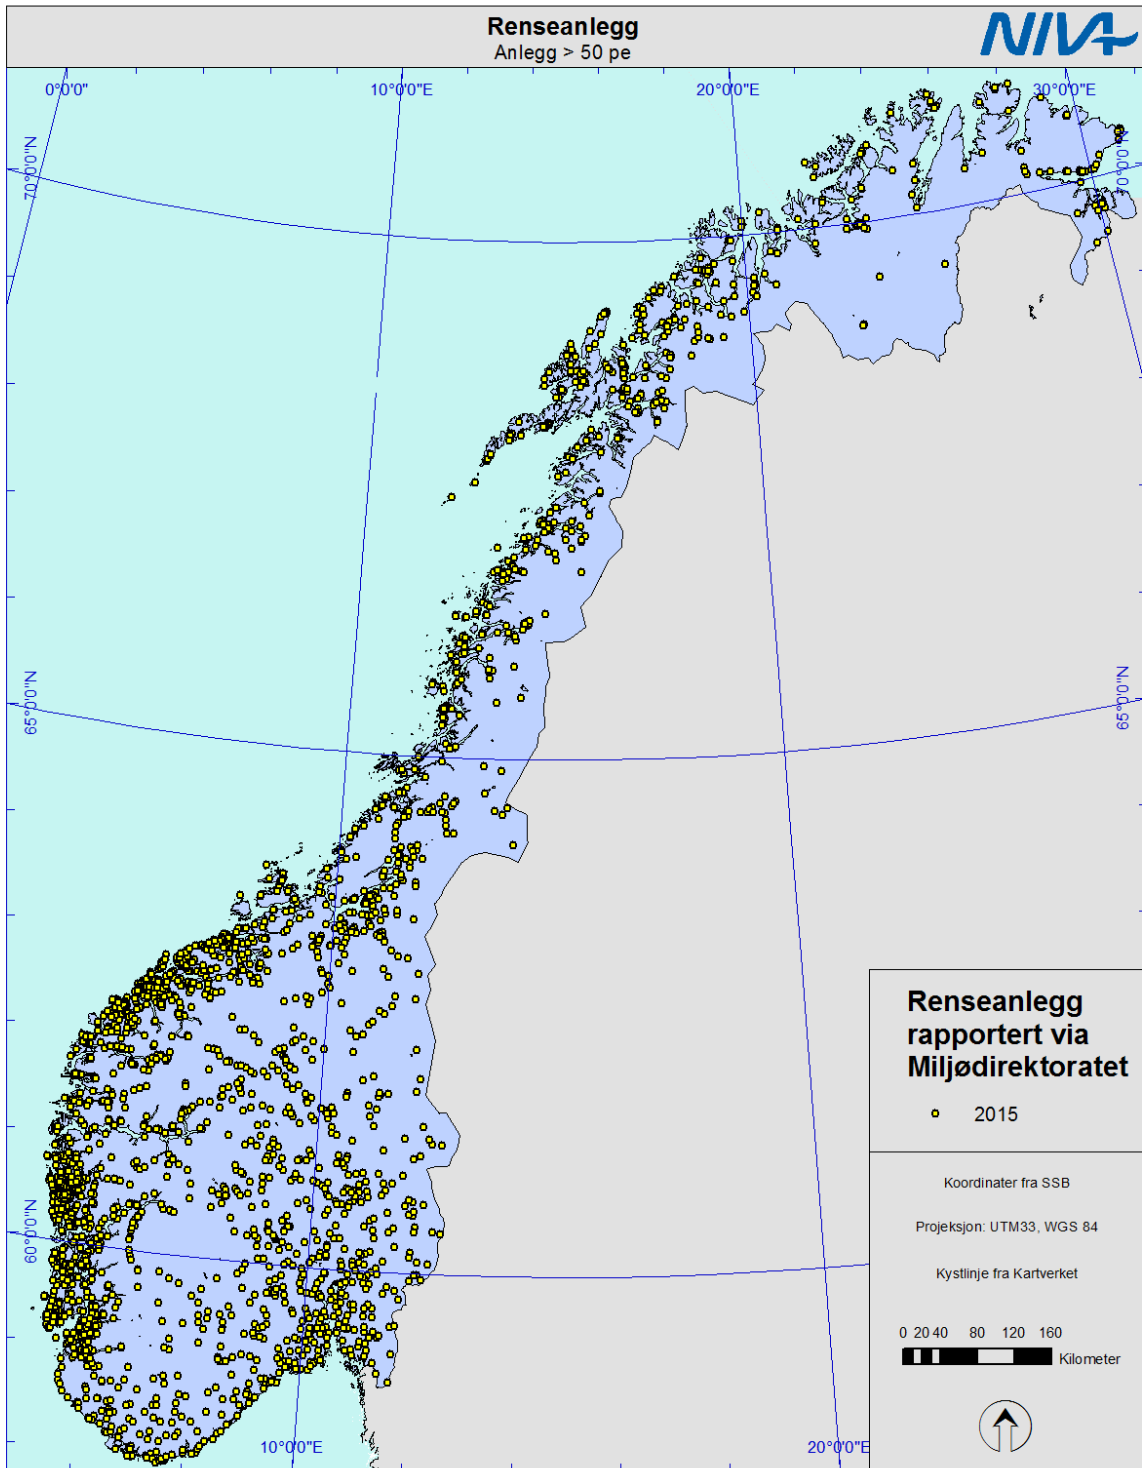 Renseanlegg
Anlegg > 50 pe
NIVA
0°0'0"
10°0'0"E
20°0'0"E
30°0'0"E
70°0'0"N
70°0'0"N
65°0'0"N
65°0'0"N
60°0'0"N
10°0'0"E
20°0'0"E
Renseanlegg
rapportert via
Miljødirektoratet
2015
Koordinater fra SSB
Projeksjon: UTM33, WGS 84
Kystlinje fra Kartverket
0 20 40 80 120 160
Kilometer